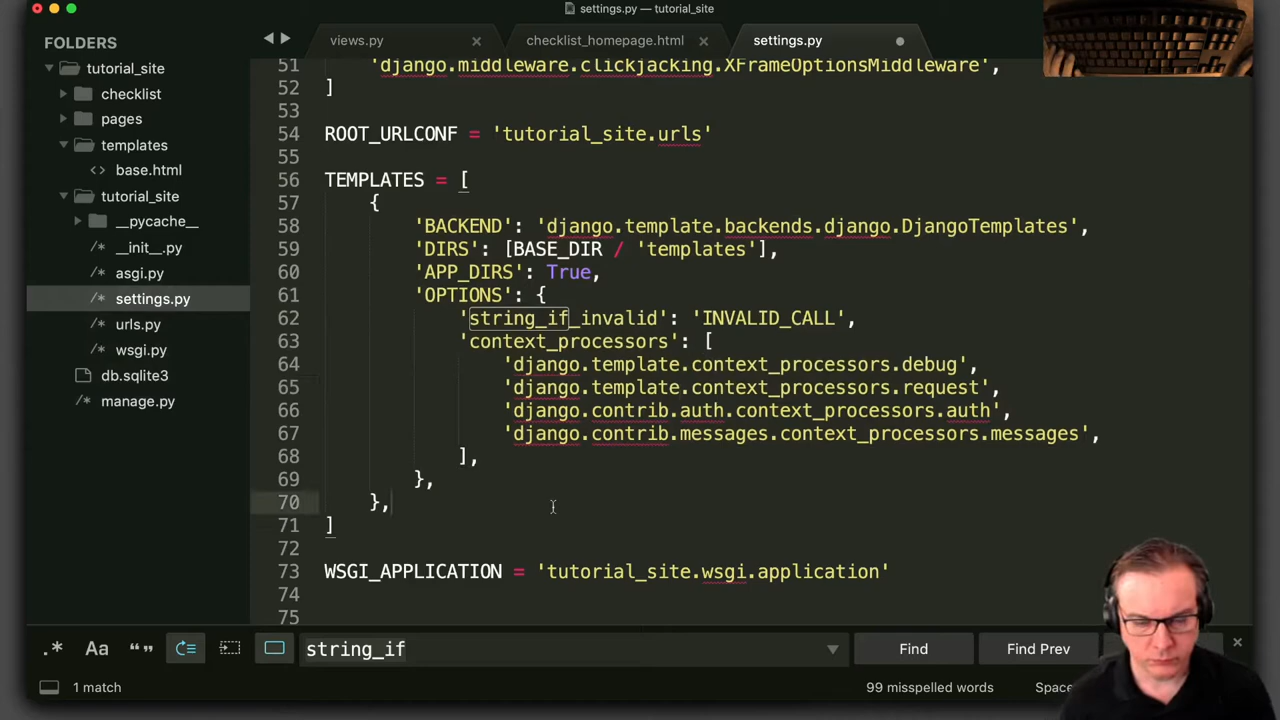 settings.py — tutorial_site
FOLDERS
tutorial_site
checklist
pages
templates
base.html
tutorial_site
__pycache__
__init__.py
asgi.py
settings.py
urls.py
wsgi.py
db.sqlite3
manage.py
views.py
checklist_homepage.html
settings.py
51 'django.middleware.clickjacking.XFrameOptionsMiddleware',
52 ]
53
54 ROOT_URLCONF = 'tutorial_site.urls'
55
56 TEMPLATES = [
57 {
58 'BACKEND': 'django.template.backends.django.DjangoTemplates',
59 'DIRS': [BASE_DIR / 'templates'],
60 'APP_DIRS': True,
61 'OPTIONS': {
62 'string_if_invalid': 'INVALID_CALL',
63 'context_processors': [
64 'django.template.context_processors.debug',
65 'django.template.context_processors.request',
66 'django.contrib.auth.context_processors.auth',
67 'django.contrib.messages.context_processors.messages',
68 ],
69 },
70 },
71 ]
72
73 WSGI_APPLICATION = 'tutorial_site.wsgi.application'
74
75
.* Aa “” string_if Find Find Prev
1 match 99 misspelled words Space